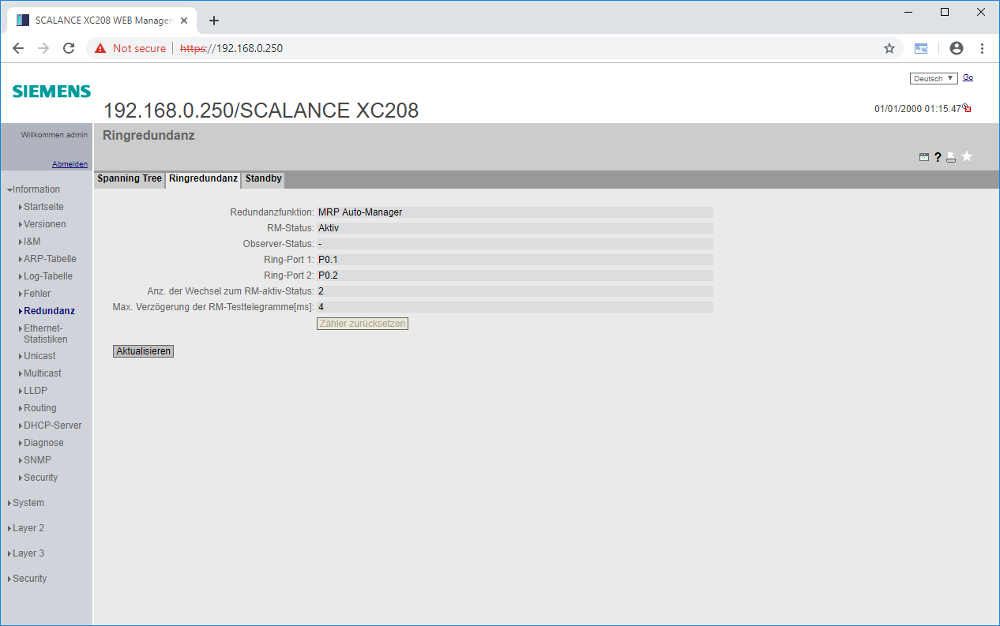 SCALANCE XC208 WEB Manager
Not secure
https://192.168.0.250
SIEMENS
Deutsch
Go
192.168.0.250/SCALANCE XC208
01/01/2000 01:15:47
Willkommen admin
Abmelden
Ringredundanz
?
Spanning Tree
Ringredundanz
Standby
Information
Startseite
Versionen
I&M
ARP-Tabelle
Log-Tabelle
Fehler
Redundanz
Ethernet-
Statistiken
Unicast
Multicast
LLDP
Routing
DHCP-Server
Diagnose
SNMP
Security
System
Layer 2
Layer 3
Security
Redundanzfunktion: MRP Auto-Manager
RM-Status: Aktiv
Observer-Status: -
Ring-Port 1: P0.1
Ring-Port 2: P0.2
Anz. der Wechsel zum RM-aktiv-Status: 2
Max. Verzögerung der RM-Testtelegramme[ms]: 4
Zähler zurücksetzen
Aktualisieren